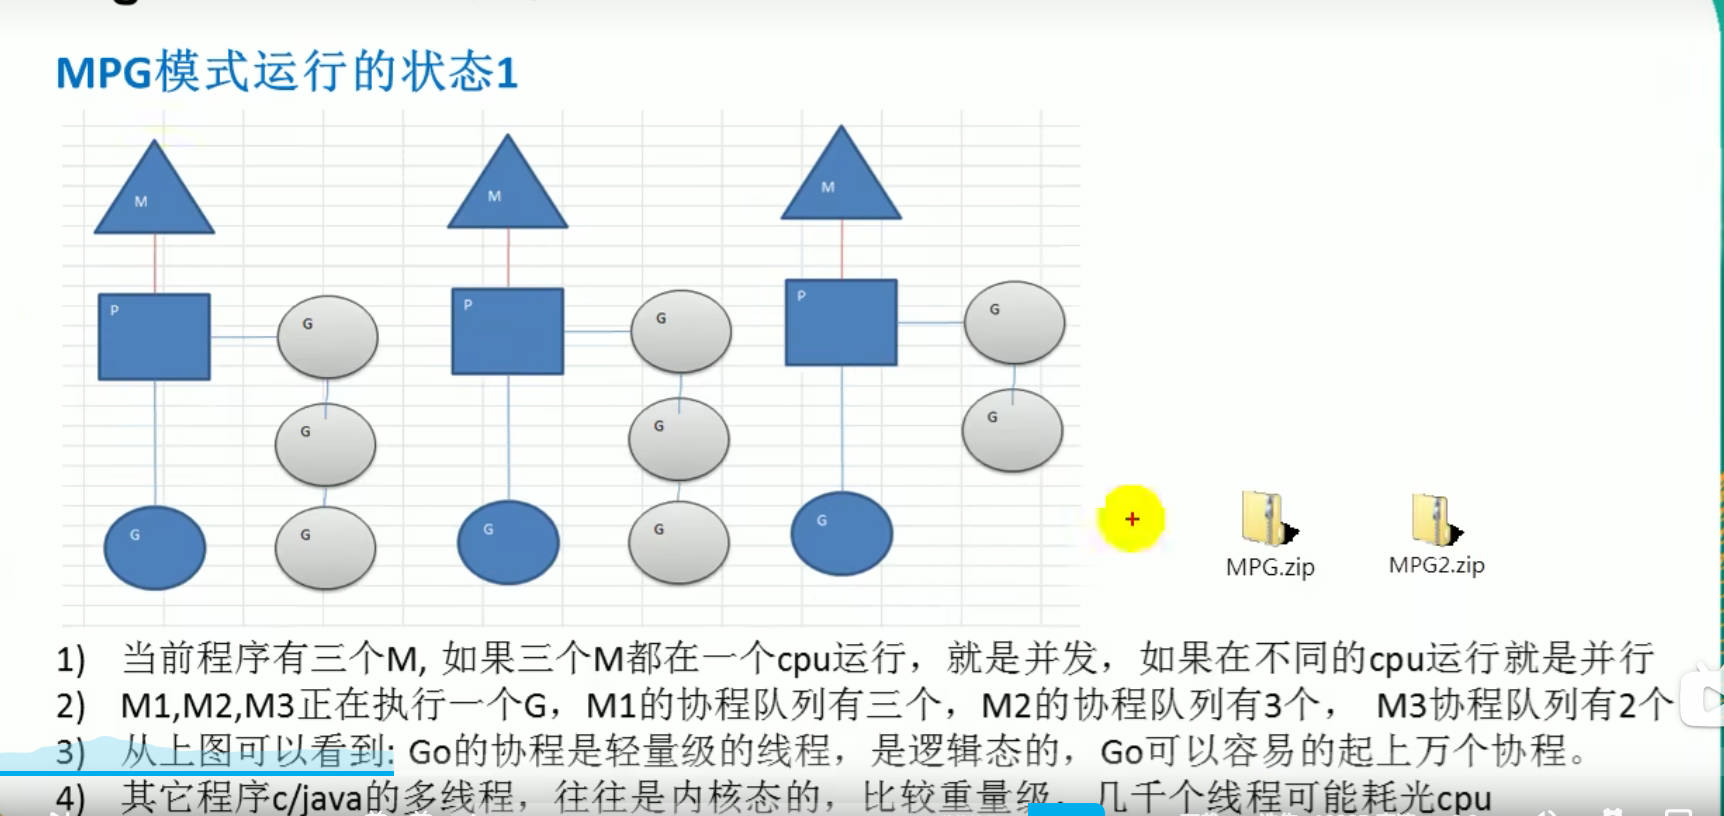 MPG模式运行的状态1
M
M
M
P
G
P
G
P
G
G
G
G
G
G
G
G
G
G
MPG.zip
MPG2.zip
1) 当前程序有三个M, 如果三个M都在一个cpu运行，就是并发，如果在不同的cpu运行就是并行
2) M1,M2,M3正在执行一个G，M1的协程队列有三个，M2的协程队列有3个， M3协程队列有2个
3) 从上图可以看到: Go的协程是轻量级的线程，是逻辑态的，Go可以容易的起上万个协程。
4) 其它程序c/java的多线程，往往是内核态的，比较重量级，几千个线程可能耗光cpu